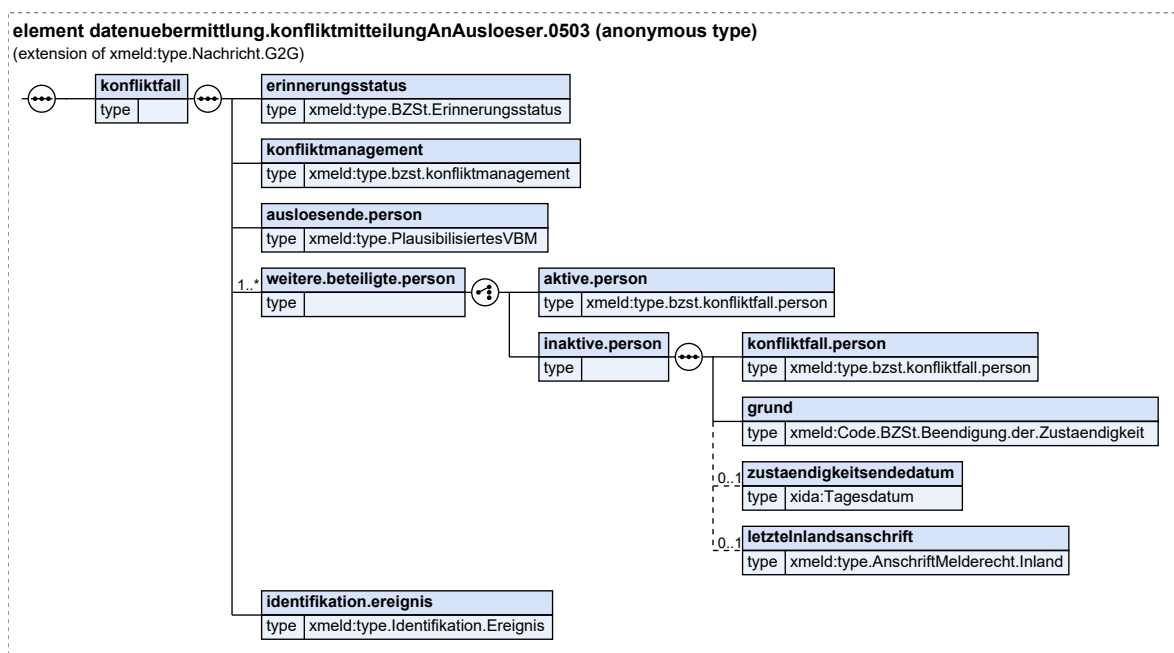 element datenuebermittlung.konfliktmitteilungAnAusloeser.0503 (anonymous type)
(extension of xmeld:type.Nachricht.G2G)
konfliktfall
type
erinnerungsstatus
type xmeld:type.BZSt.Erinnerungsstatus
konfliktmanagement
type xmeld:type.bzst.konfliktmanagement
ausloesende.person
type xmeld:type.PlausibilisiertesVBM
1..* weitere.beteiligte.person
type
aktive.person
type xmeld:type.bzst.konfliktfall.person
inaktive.person
type
konfliktfall.person
type xmeld:type.bzst.konfliktfall.person
grund
type xmeld:Code.BZSt.Beendigung.der.Zustaendigkeit
0..1 zustaendigkeitsendedatum
type xida:Tagesdatum
0..1 letzteInlandsanschrift
type xmeld:type.AnschriftMelderecht.Inland
identifikation.ereignis
type xmeld:type.Identifikation.Ereignis